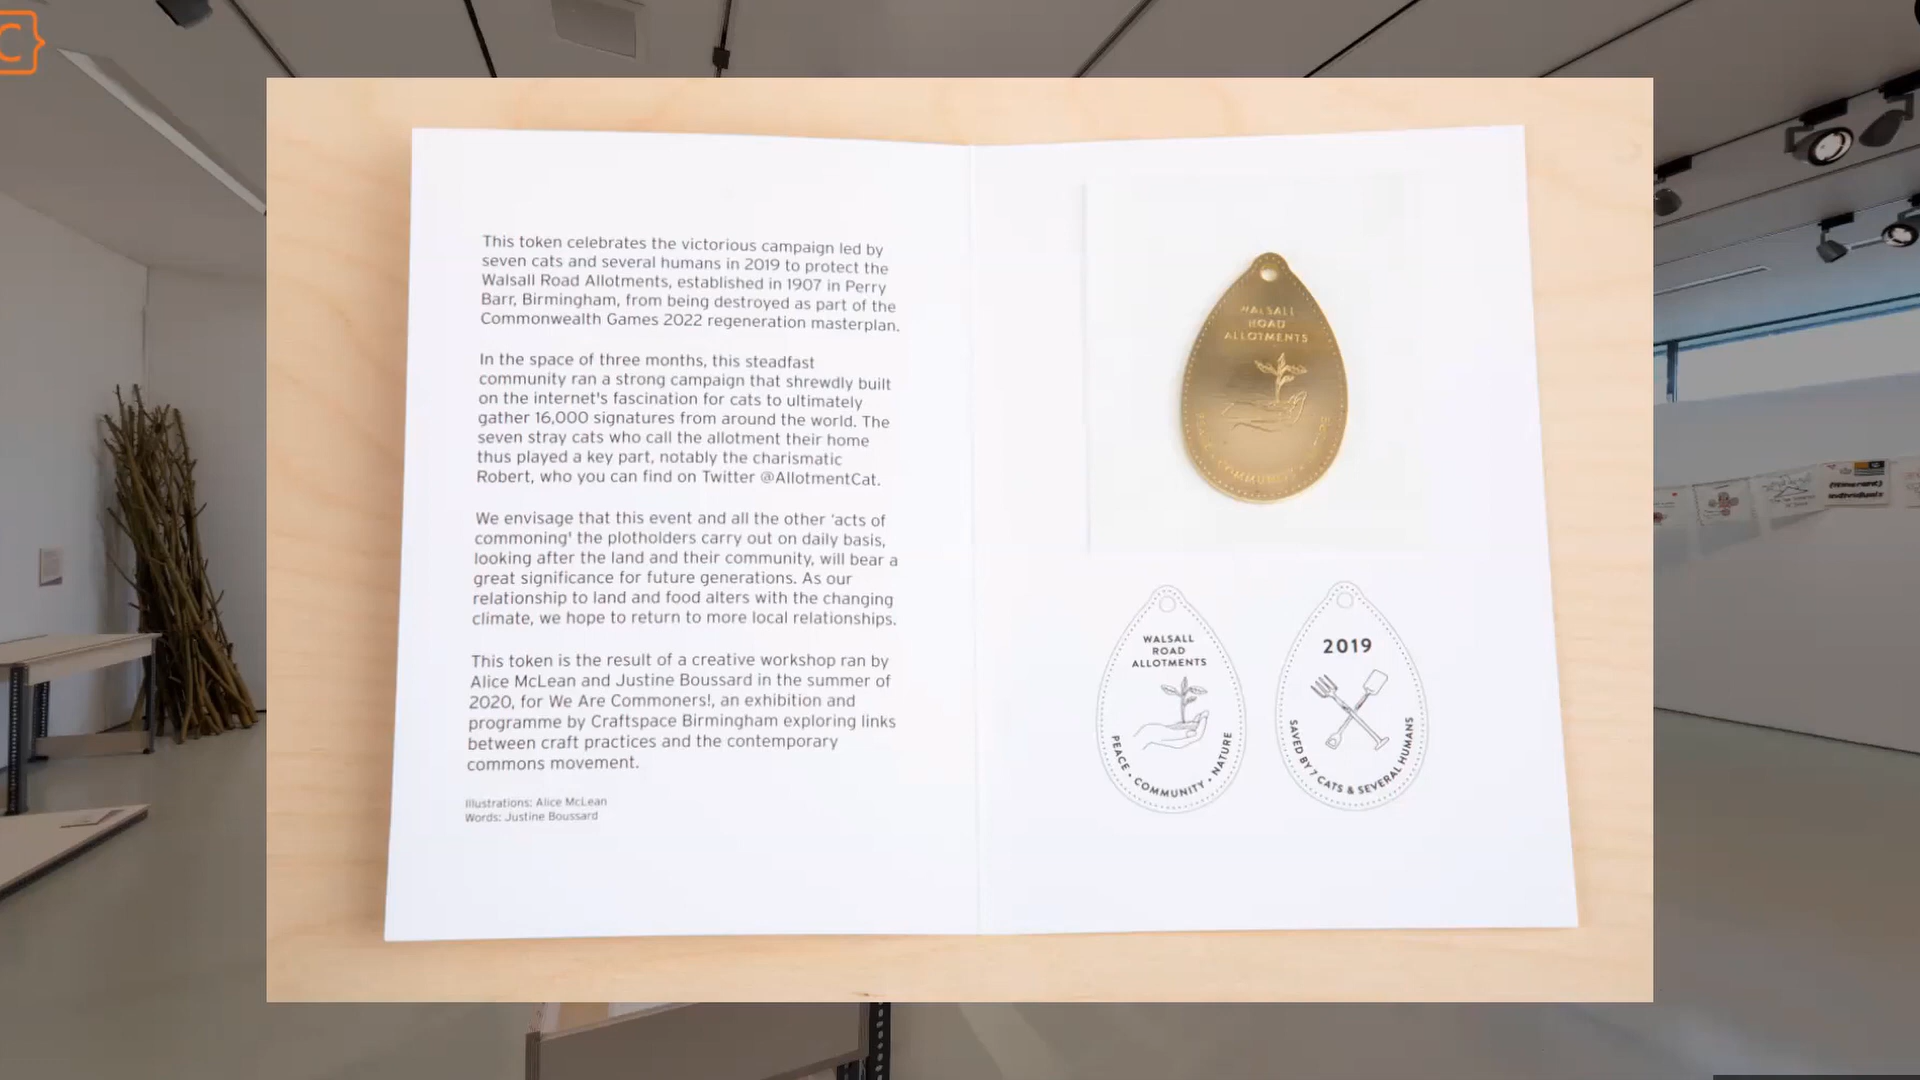 C
This token celebrates the victorious campaign led by
seven cats and several humans in 2019 to protect the
Walsall Road Allotments, established in 1907 in Perry
Barr, Birmingham, from being destroyed as part of the
Commonwealth Games 2022 regeneration masterplan.
In the space of three months, this steadfast
community ran a strong campaign that shrewdly built
on the internet's fascination for cats to ultimately
gather 16,000 signatures from around the world. The
seven stray cats who call the allotment their home
thus played a key part, notably the charismatic
Robert, who you can find on Twitter @AllotmentCat.
We envisage that this event and all the other 'acts of
commoning' the plotholders carry out on daily basis,
looking after the land and their community, will bear a
great significance for future generations. As our
relationship to land and food alters with the changing
climate, we hope to return to more local relationships.
This token is the result of a creative workshop ran by
Alice McLean and Justine Boussard in the summer of
2020, for We Are Commoners!, an exhibition and
programme by Craftspace Birmingham exploring links
between craft practices and the contemporary
commons movement.
Illustrations: Alice McLean
Words: Justine Boussard
WALSALL
ROAD
ALLOTMENTS
PEACE • COMMUNITY • NATURE
WALSALL
ROAD
ALLOTMENTS
PEACE • COMMUNITY • NATURE
2019
SAVED BY 7 CATS & SEVERAL HUMANS
individuals